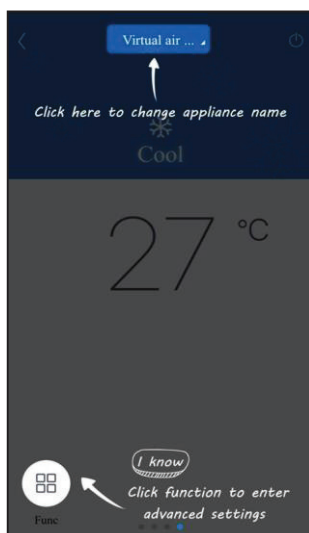 Virtual air ...
Click here to change appliance name
Cool
27 °C
I know
Click function to enter
advanced settings
Func